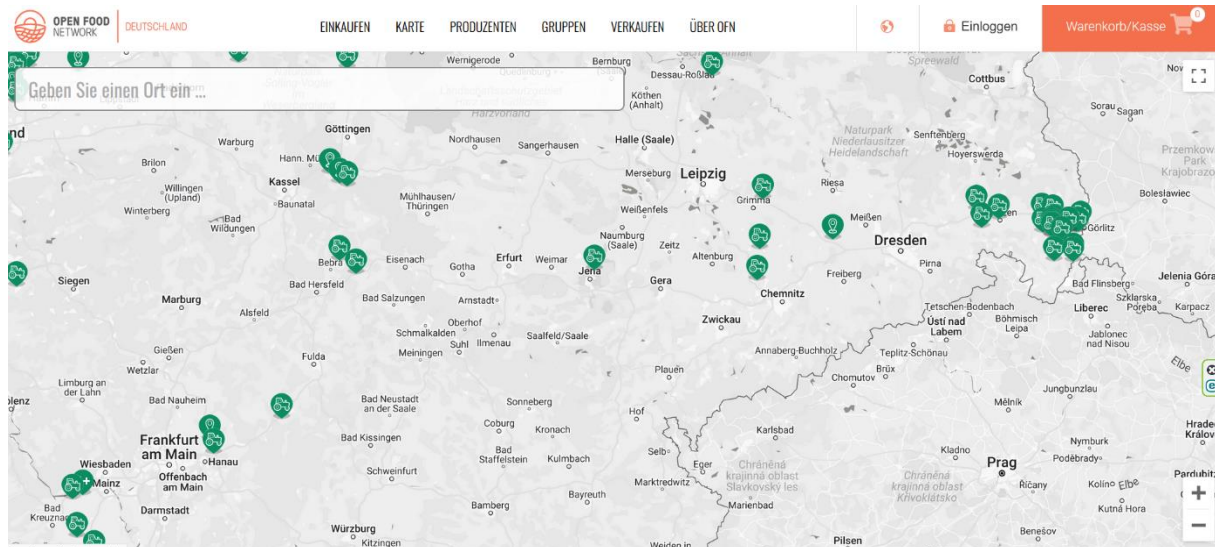 OPEN FOOD
NETWORK
DEUTSCHLAND
EINKAUFEN KARTE PRODUZENTEN GRUPPEN VERKAUFEN ÜBER OFN
Einloggen
Warenkorb/Kasse 0
Geben Sie einen Ort ein ...
Wernigerode
Bernburg
Dessau-Roßlau
Spreewald
Cottbus
Köthen
(Anhalt)
Sorau
Sagan
Harzvorland
Göttingen
Warburg
Nordhausen
Sangerhausen
Halle (Saale)
Naturpark
Niederlausitzer
Heidelandschaft
Senftenberg
Hoyerswerda
Brilon
Merseburg
Leipzig
Riesa
Bolesławiec
Willingen
(Upland)
Kassel
Baunatal
Mühlhausen/
Thüringen
Grimma
Winterberg
Bad
Wildungen
Weißenfels
Meißen
Görlitz
Naumburg
(Saale)
Zeitz
Altenburg
Dresden
Pirna
Bebra
Eisenach
Gotha
Erfurt
Weimar
Jena
Gera
Freiberg
Siegen
Bad Hersfeld
Chemnitz
Bad Flinsberg
Jelenia Góra
Marburg
Alsfeld
Bad Salzungen
Arnstadt
Zwickau
Tetschen-Bodenbach
Szklarska
Poręba
Karpacz
Liberec
Oberhof
Schmalkalden
Suhl
Ilmenau
Saalfeld/Saale
Ústí nad
Labem
Böhmisch
Leipa
Jablonec
nad Nisou
Gießen
Wetzlar
Fulda
Meiningen
Annaberg-Buchholz
Teplitz-Schönau
Plauen
Brüx
Chomutov
Elbe
Limburg an
der Lahn
Bad Nauheim
Bad Neustadt
an der Saale
Sonneberg
Hof
Jungbunzlau
Mělník
Coburg
Kronach
Karlsbad
Frankfurt
am Main
Hanau
Bad Kissingen
Bad
Staffelstein
Kulmbach
Selb
Eger
Chráněná
krajinná oblast
Slavkovský les
Kladno
Prag
Nymburk
Poděbrady
Wiesbaden
Mainz
Offenbach
am Main
Schweinfurt
Marktredwitz
Chráněná
krajinná oblast
Křivoklátsko
Říčany
Kolín
Elbe
Bad
Darmstadt
Bamberg
Bayreuth
Marienbad
Kutná Hora
Würzburg
Kitzingen
Weiden in
Pilsen
Benešov